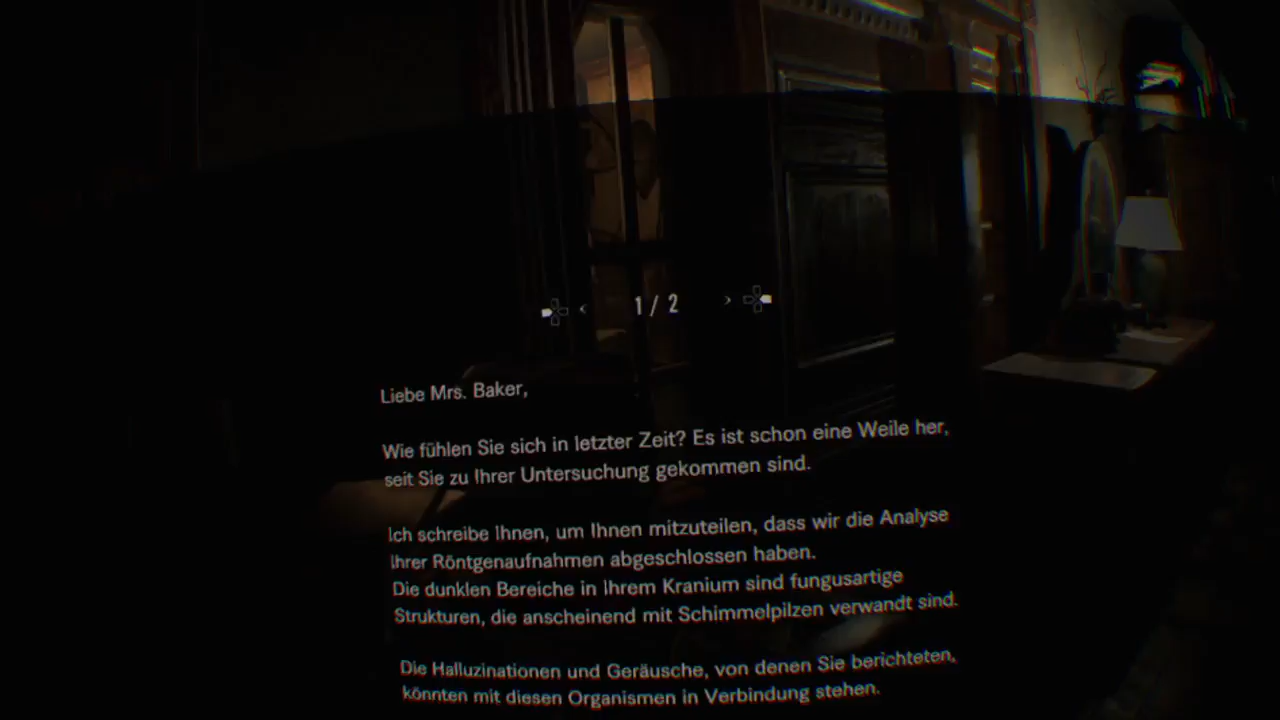 1 / 2
Liebe Mrs. Baker,
Wie fühlen Sie sich in letzter Zeit? Es ist schon eine Weile her,
seit Sie zu Ihrer Untersuchung gekommen sind.
Ich schreibe Ihnen, um Ihnen mitzuteilen, dass wir die Analyse
Ihrer Röntgenaufnahmen abgeschlossen haben.
Die dunklen Bereiche in Ihrem Kranium sind fungusartige
Strukturen, die anscheinend mit Schimmelpilzen verwandt sind.
Die Halluzinationen und Geräusche, von denen Sie berichteten,
könnten mit diesen Organismen in Verbindung stehen.